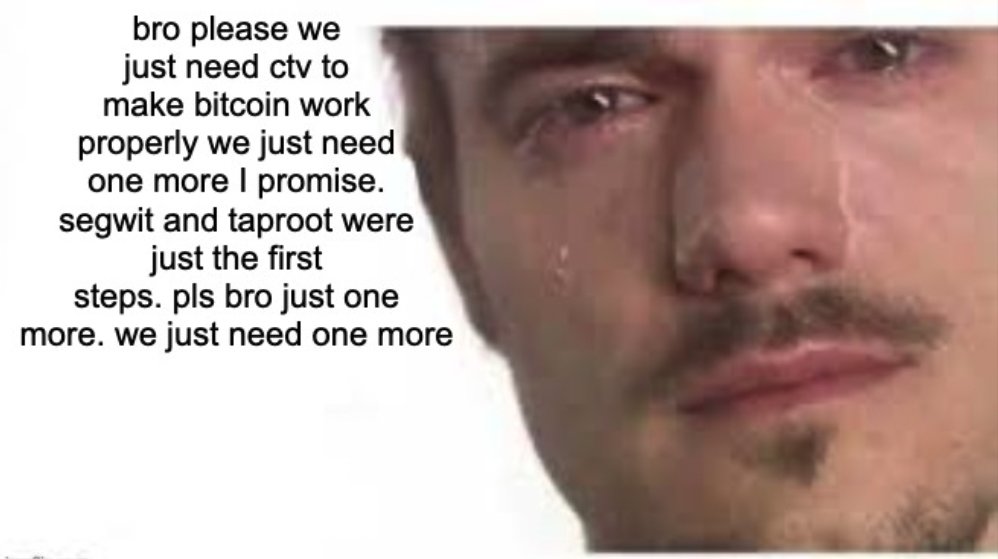 bro please we
just need ctv to
make bitcoin work
properly we just need
one more I promise.
segwit and taproot were
just the first
steps. pls bro just one
more. we just need one more